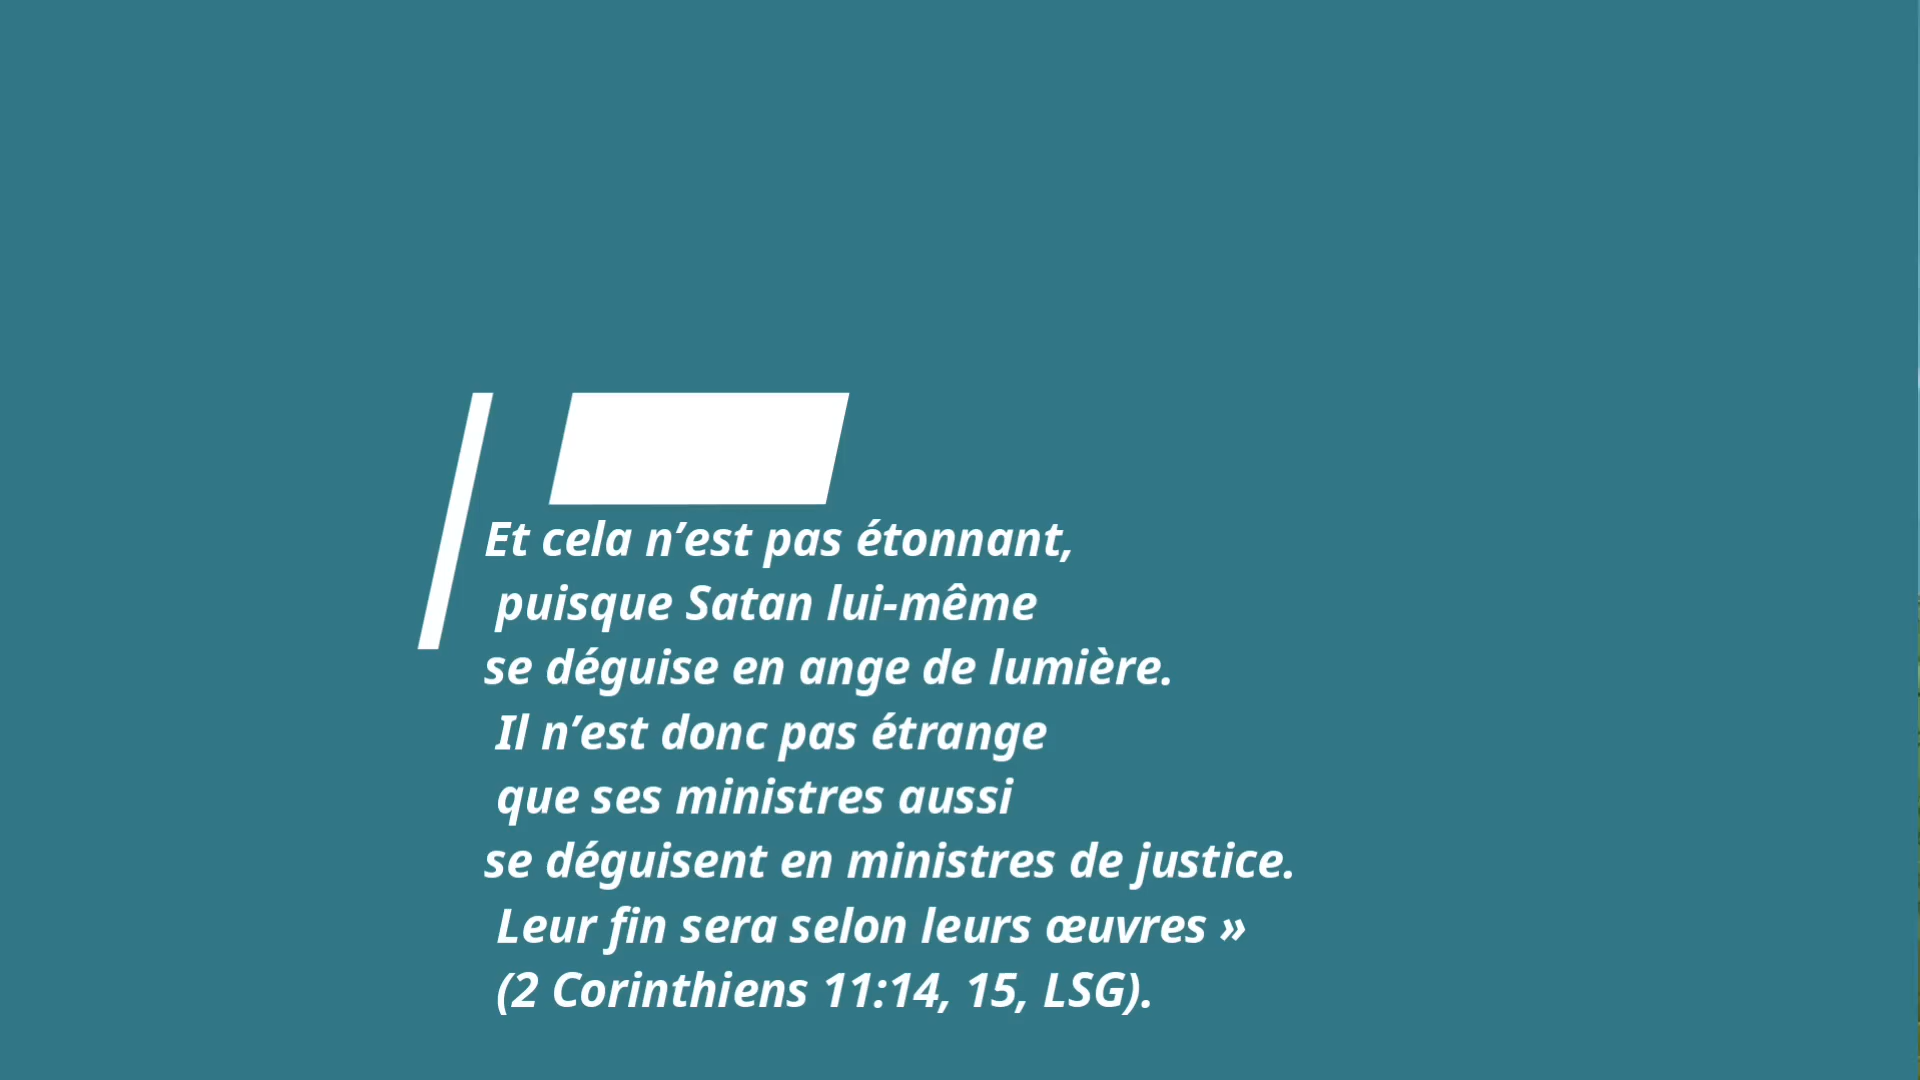 Et cela n’est pas étonnant,
puisque Satan lui-même
se déguise en ange de lumière.
Il n’est donc pas étrange
que ses ministres aussi
se déguisent en ministres de justice.
Leur fin sera selon leurs œuvres »
(2 Corinthiens 11:14, 15, LSG).